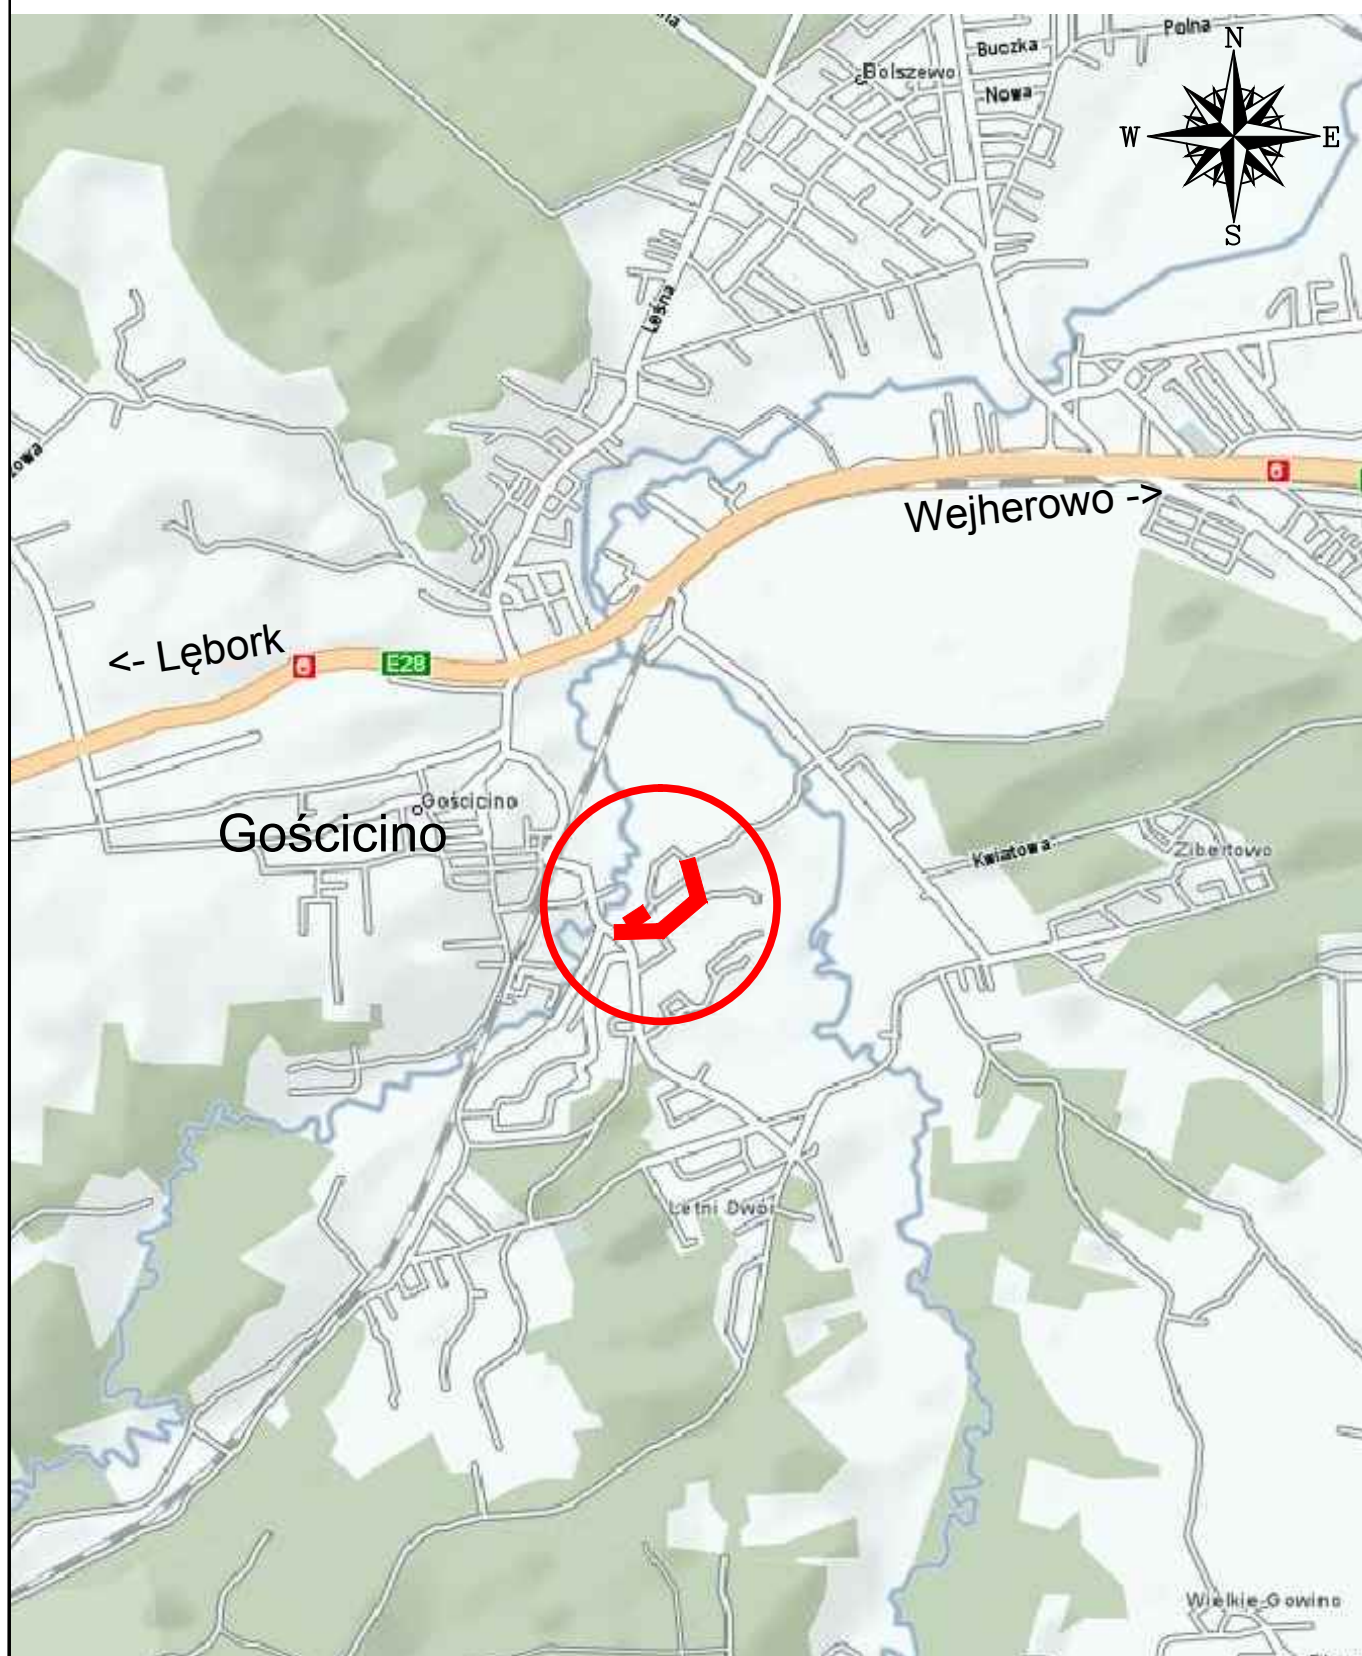 Polna
N
Buczka
Bolszewo
Nowa
W
E
S
Leśna
6
Wejherowo ->
<- Lębork
6
E28
Gościcino
Gościcino
Kwiatowa
Zibertowo
Letni Dwór
Wielkie Gowino